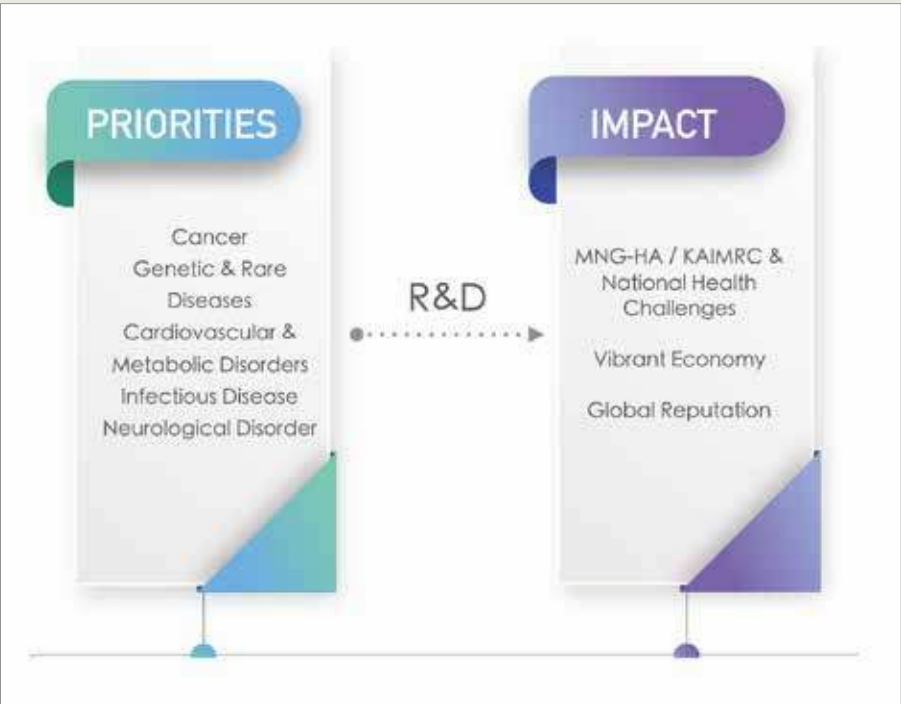 PRIORITIES
Cancer
Genetic & Rare
Diseases
Cardiovascular &
Metabolic Disorders
Infectious Disease
Neurological Disorder
R&D
IMPACT
MNG-HA / KAIMRC &
National Health
Challenges
Vibrant Economy
Global Reputation